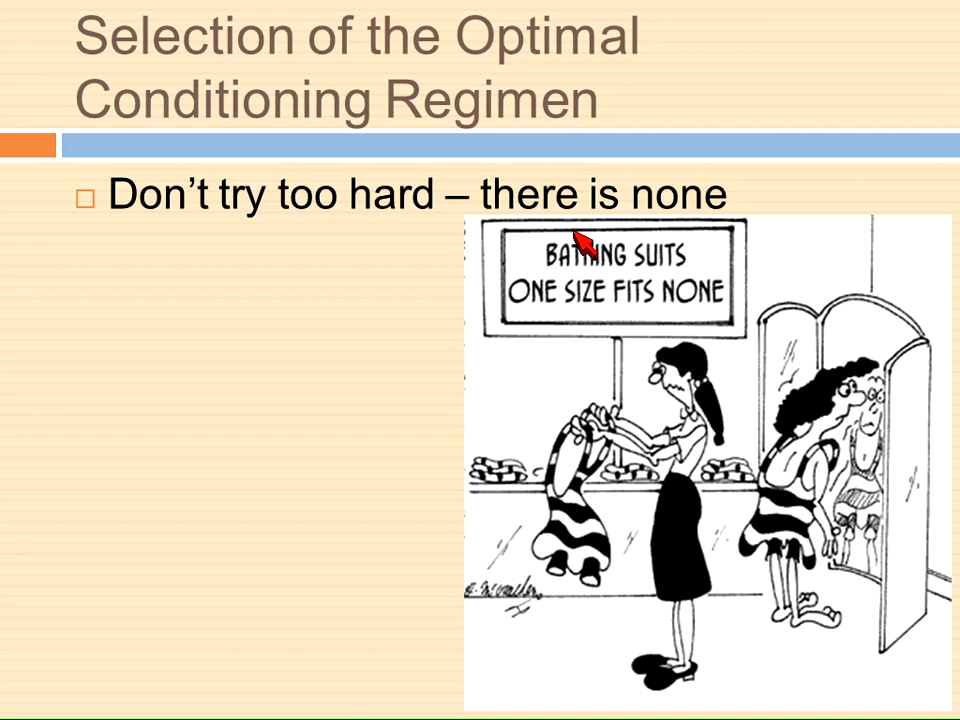 Selection of the Optimal
Conditioning Regimen
Don’t try too hard – there is none
BATHING SUITS
ONE SIZE FITS NONE